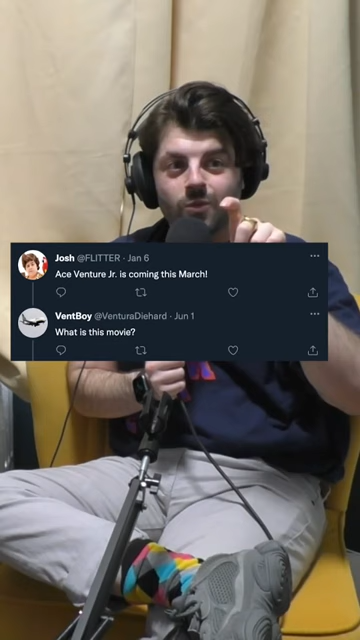 Josh @FLITTER · Jan 6
Ace Venture Jr. is coming this March!
VentBoy @VenturaDiehard · Jun 1
What is this movie?